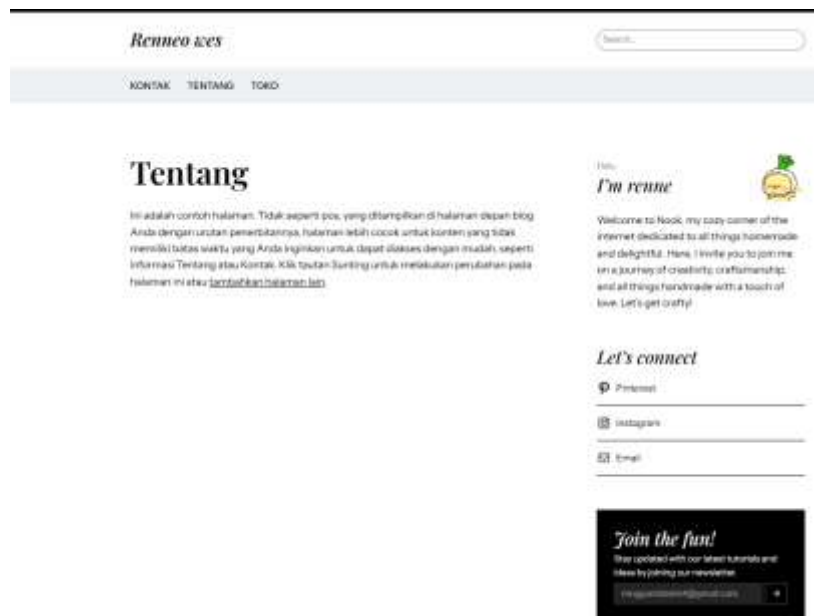 Renneo wes
Search...
KONTAK TENTANG TOKO
Tentang
Ini adalah contoh halaman. Tidak seperti pos, yang ditampilkan di halaman depan blog
Anda dengan urutan penerbitannya, halaman lebih cocok untuk konten yang tidak
memiliki batas waktu yang Anda inginkan untuk dapat diakses dengan mudah, seperti
informasi Tentang atau Kontak. Klik tautan Sunting untuk melakukan perubahan pada
halaman ini atau tambahkan halaman lain.
I'm renne
Welcome to Nook, my cozy corner of the
internet dedicated to all things homemade
and delightful. Here, I invite you to join me
on a journey of creativity, craftsmanship,
and all things handmade with a touch of
love. Let's get crafty!
Let's connect
Pinterest
Instagram
Email
Join the fun!
Stay updated with our latest tutorials and
ideas by joining our newsletter.